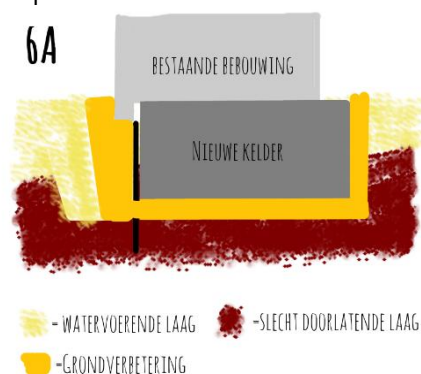 6A
BESTAANDE BEBOUWING
NIEUWE KELDER
= WATERVOERENDE LAAG
=SLECHT DOORLATENDE LAAG
=GRONDVERBETERING